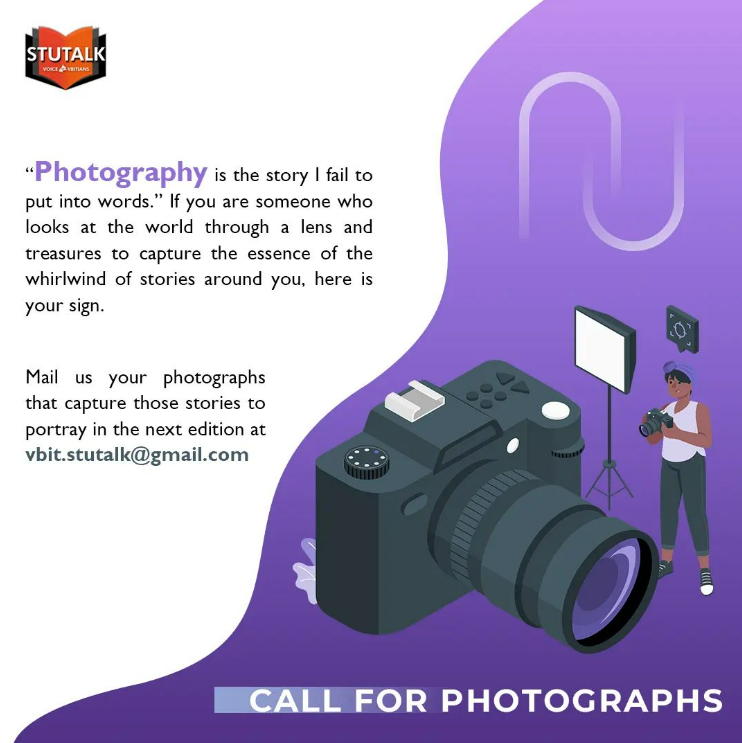 STUTALK
VOICE OF VBITIANS
“Photography is the story I fail to
put into words.” If you are someone who
looks at the world through a lens and
treasures to capture the essence of the
whirlwind of stories around you, here is
your sign.
Mail us your photographs
that capture those stories to
portray in the next edition at
vbit.stutalk@gmail.com
CALL FOR PHOTOGRAPHS